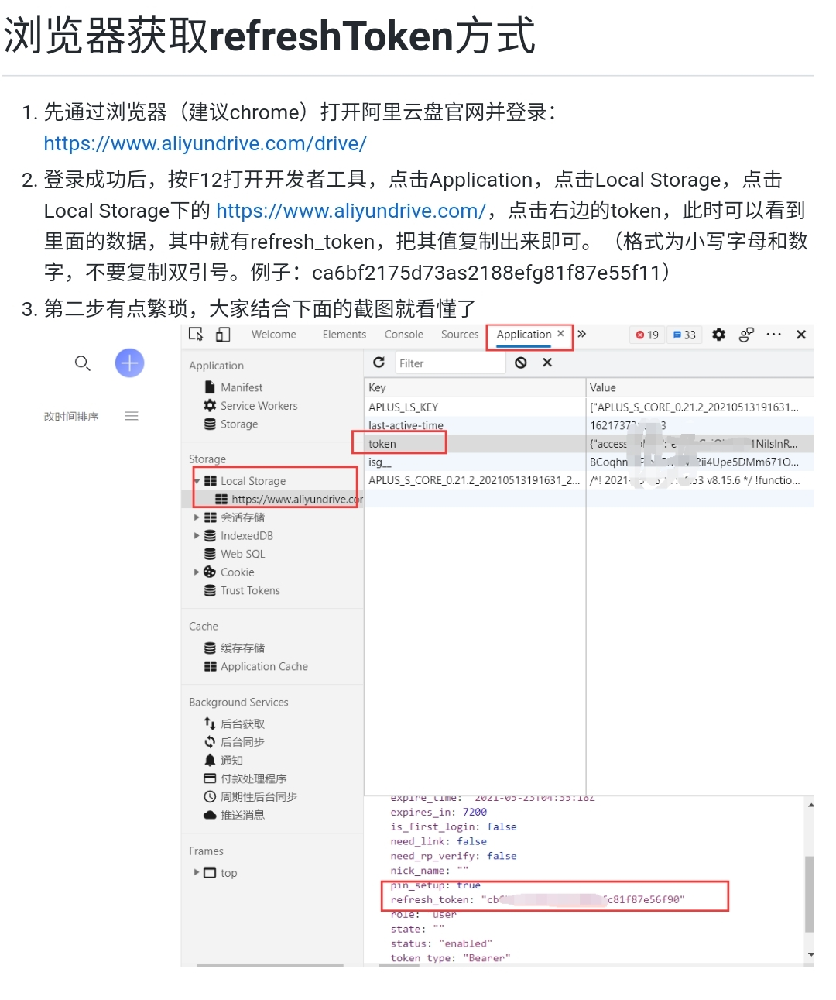 浏览器获取refreshToken方式
1. 先通过浏览器（建议chrome）打开阿里云盘官网并登录：
https://www.aliyundrive.com/drive/
2. 登录成功后，按F12打开开发者工具，点击Application，点击Local Storage，点击
Local Storage下的 https://www.aliyundrive.com/，点击右边的token，此时可以看到
里面的数据，其中就有refresh_token，把其值复制出来即可。（格式为小写字母和数
字，不要复制双引号。例子：ca6bf2175d73as2188efg81f87e55f11）
3. 第二步有点繁琐，大家结合下面的截图就看懂了
Welcome Elements Console Sources Application × » 19 33 ··· ×
改时间排序
Application
Manifest
Service Workers
Storage
Storage
Local Storage
https://www.aliyundrive.cor
会话存储
IndexedDB
Web SQL
Cookie
Trust Tokens
Cache
缓存存储
Application Cache
Background Services
后台获取
后台同步
通知
付款处理程序
周期性后台同步
推送消息
Frames
top
Filter
Key Value
APLUS_LS_KEY ["APLUS_S_CORE_0.21.2_20210513191631...
last-active-time 16217373
token {"access 1NilsInR...
isg__ BCoqhn 2ii4Upe5DMm671O...
APLUS_S_CORE_0.21.2_20210513191631_2... /*! 2021- v8.15.6 */ !functio...
expire_time: "2021-05-23T04:55:18Z
expires_in: 7200
is_first_login: false
need_link: false
need_rp_verify: false
nick_name: ""
pin_setup: true
refresh_token: "cb c81f87e56f90"
role: "user"
state: ""
status: "enabled"
token_type: "Bearer"